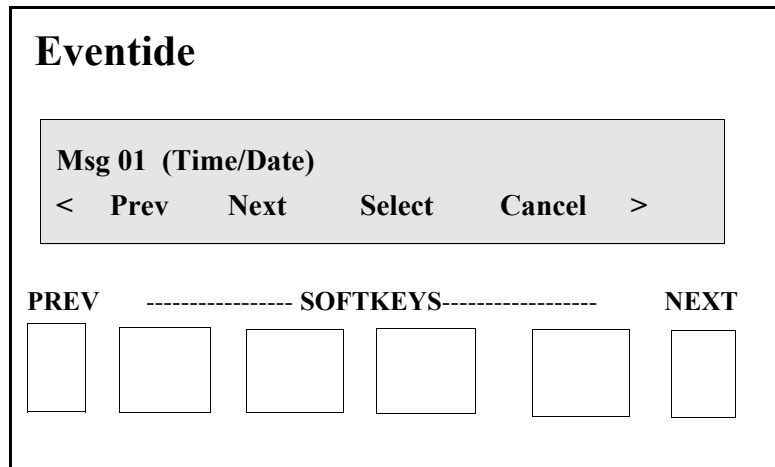 Eventide
Msg 01 (Time/Date)
< Prev Next Select Cancel >
PREV ----------------- SOFTKEYS------------------ NEXT